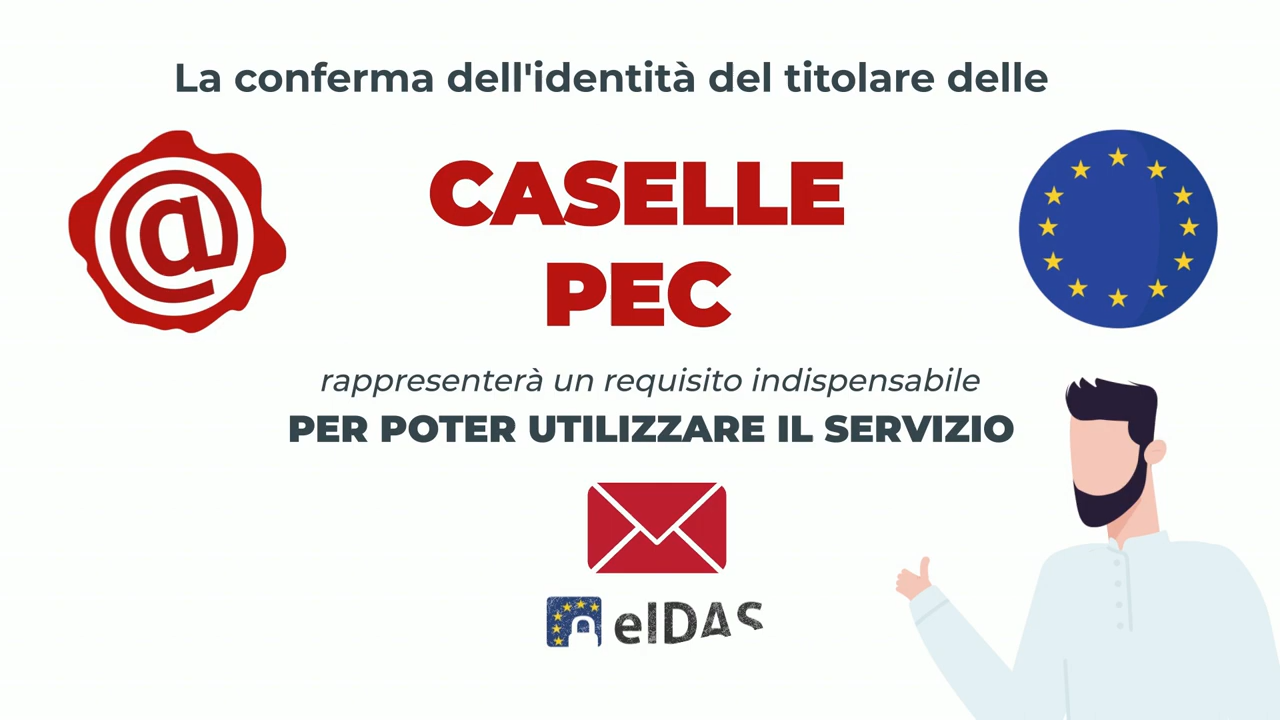 La conferma dell'identità del titolare delle
@
CASELLE
PEC
rappresenterà un requisito indispensabile
PER POTER UTILIZZARE IL SERVIZIO
eIDAS